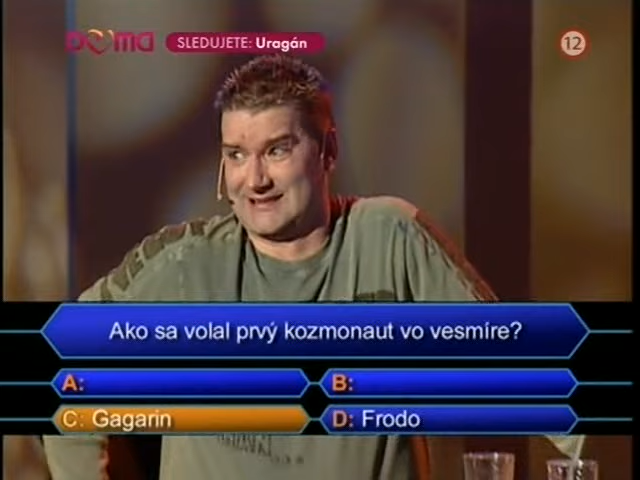 DOMA
SLEDUJETE: Uragán
12
Ako sa volal prvý kozmonaut vo vesmíre?
A:
B:
C: Gagarin
D: Frodo